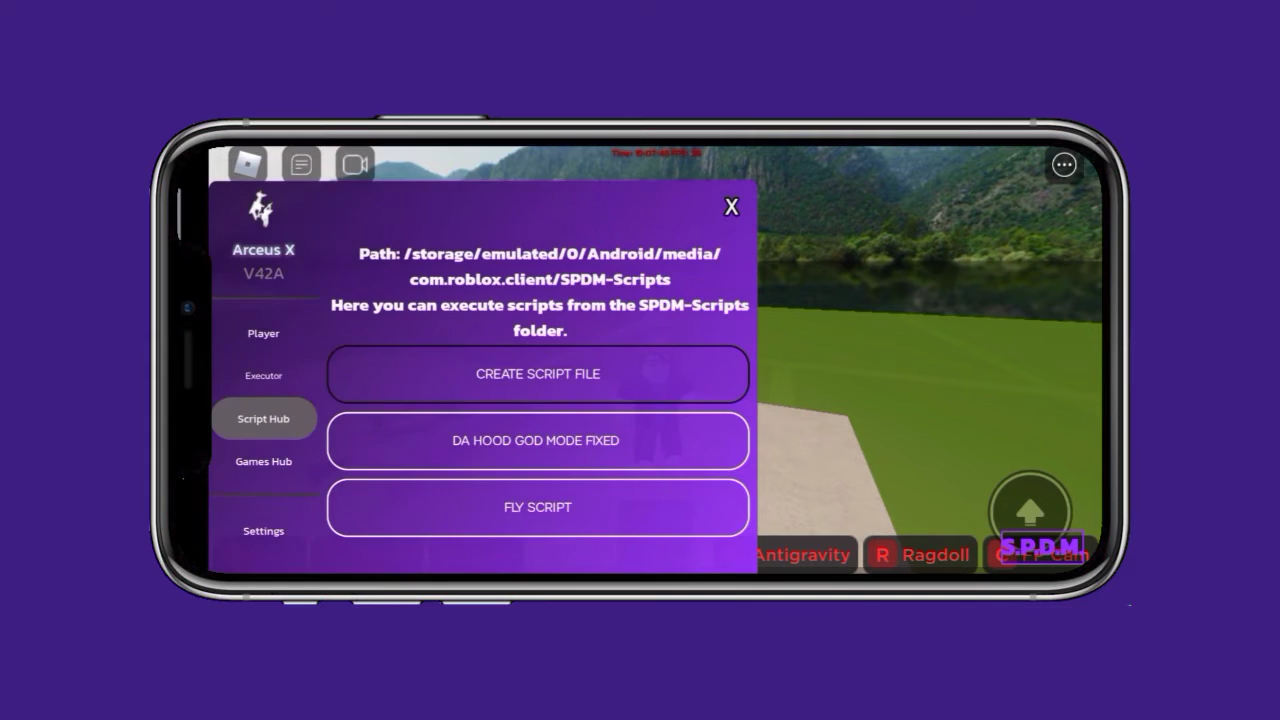 Arceus X
V42A
Player
Executor
Script Hub
Games Hub
Settings
X
Path: /storage/emulated/0/Android/media/
com.roblox.client/SPDM-Scripts
Here you can execute scripts from the SPDM-Scripts
folder.
CREATE SCRIPT FILE
DA HOOD GOD MODE FIXED
FLY SCRIPT
Antigravity
R Ragdoll
S.P.D.M.
Cam